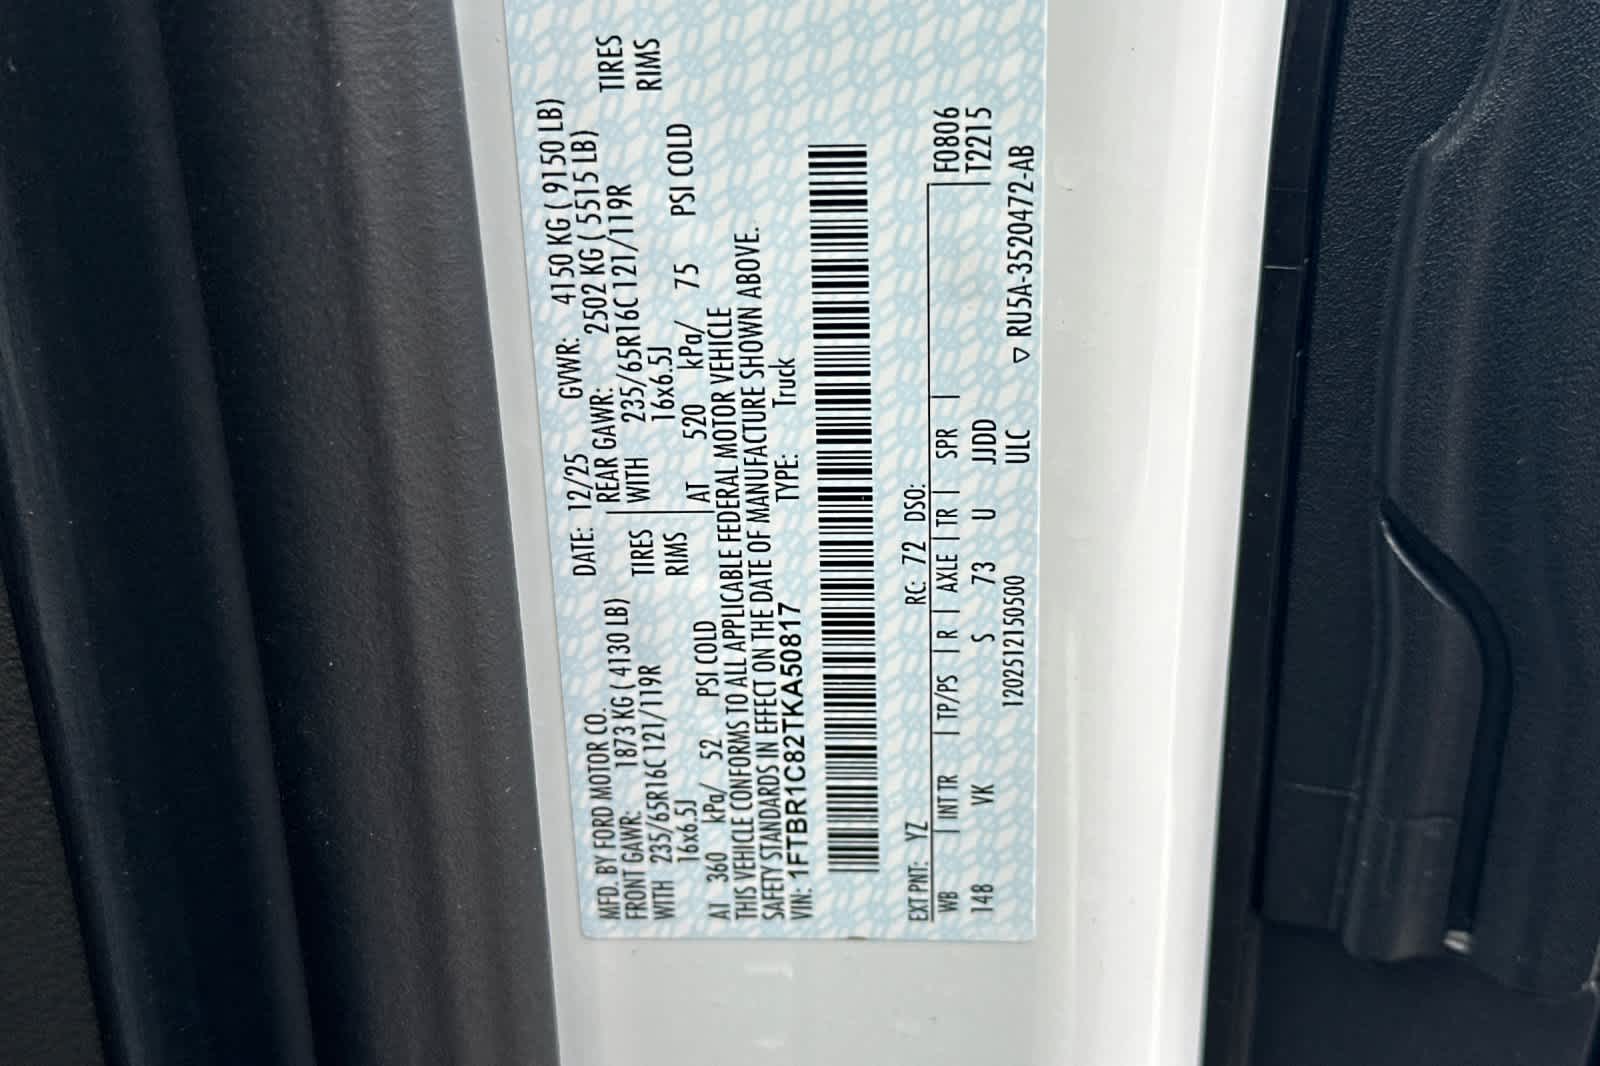 MFD. BY FORD MOTOR CO.
DATE: 12/25 GVWR: 4150 KG ( 9150 LB)
FRONT GAWR: 1873 KG ( 4130 LB)
REAR GAWR: 2502 KG ( 5515 LB)
WITH 235/65R16C 121/119R TIRES
WITH 235/65R16C 121/119R TIRES
16x6.5J RIMS
16x6.5J RIMS
AT 360 kPa/ 52 PSI COLD
AT 520 kPa/ 75 PSI COLD
THIS VEHICLE CONFORMS TO ALL APPLICABLE FEDERAL MOTOR VEHICLE
SAFETY STANDARDS IN EFFECT ON THE DATE OF MANUFACTURE SHOWN ABOVE.
VIN: 1FTBR1C82TKA50817
TYPE: Truck
EXT PNT: YZ RC: 72 DSO:
F0806
WB INT TR TP/PS R AXLE TR SPR
T2215
148 VK S 73 U JJDD
1202512150500 ULC
▽ RU5A-3520472-AB